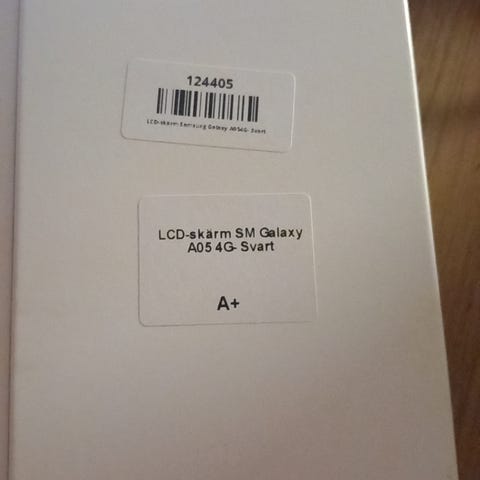 124405
LCD-skärm Samsung Galaxy A05 4G- Svart
LCD-skärm SM Galaxy
A05 4G- Svart
A+